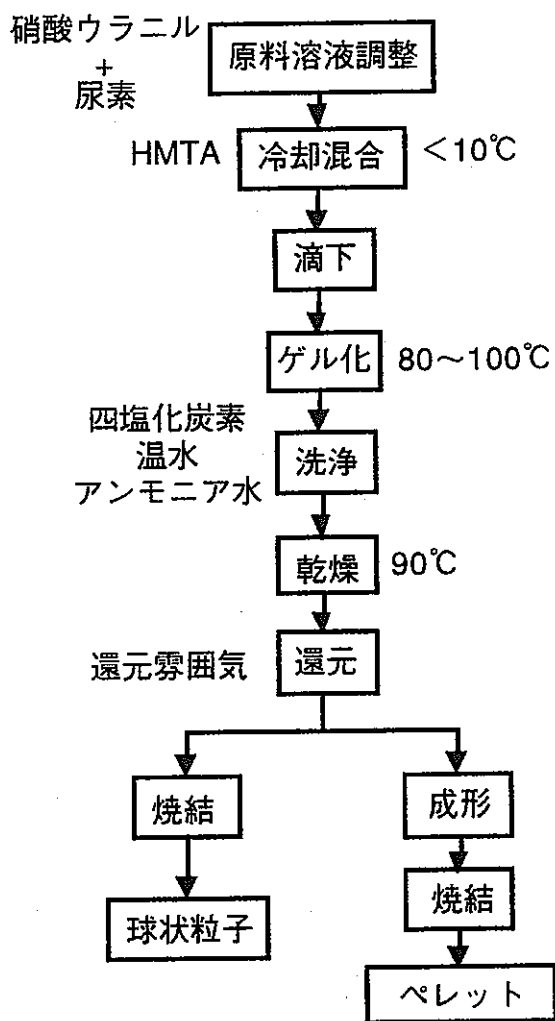 硝酸ウラニル
+
尿素
原料溶液調整
HMTA
冷却混合
<10℃
滴下
ゲル化
80～100℃
四塩化炭素
温水
アンモニア水
洗浄
乾燥
90℃
還元雰囲気
還元
焼結
成形
球状粒子
焼結
ペレット